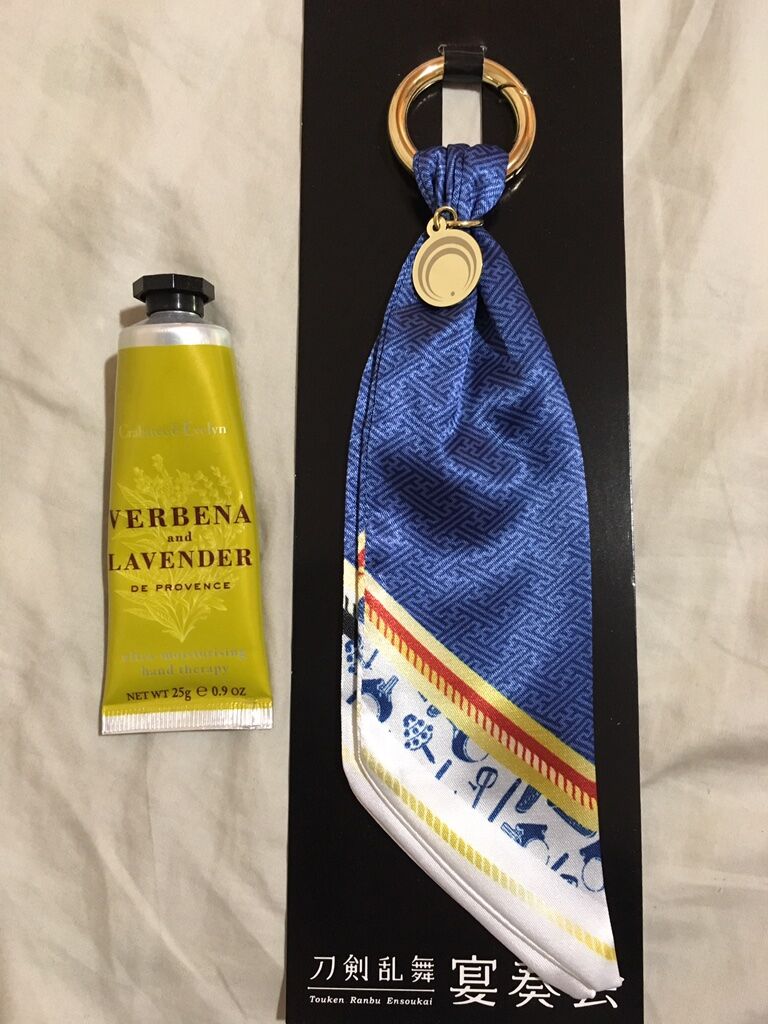 Crabtree & Evelyn
VERBENA
and
LAVENDER
DE PROVENCE
ultra-moisturising
hand therapy
NET WT 25g e 0.9 OZ
刀剣乱舞 宴奏会
Touken Ranbu Ensoukai